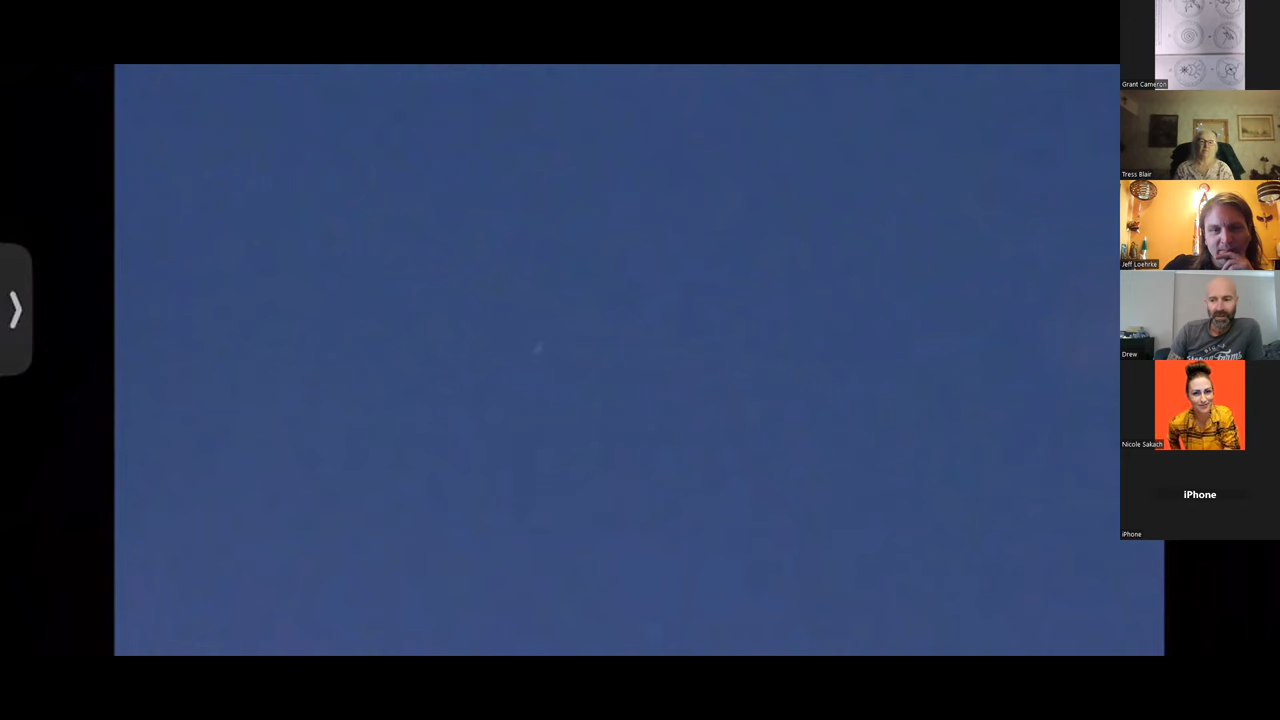 Grant Cameron
Tress Blair
Jeff Loehrke
Drew
Nicole Sakach
iPhone
iPhone